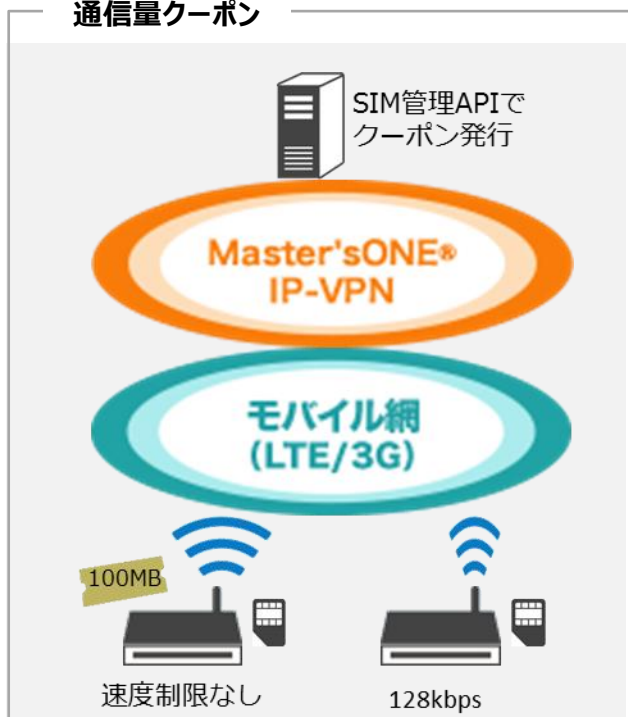 通信量クーポン
SIM管理APIで
クーポン発行
Master'sONE®
IP-VPN
モバイル網
(LTE/3G)
100MB
速度制限なし
128kbps